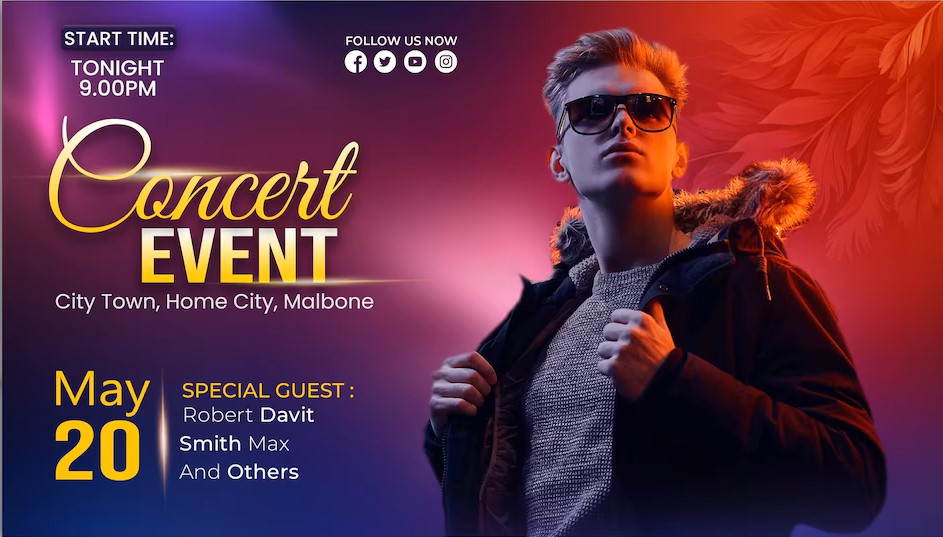 START TIME:
TONIGHT
9.00PM
FOLLOW US NOW
Concert
EVENT
City Town, Home City, Malbone
May
20
SPECIAL GUEST :
Robert Davit
Smith Max
And Others